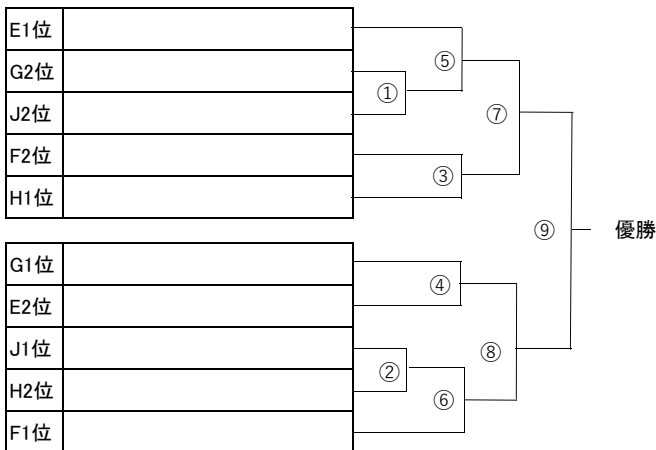 E1位
G2位
J2位
F2位
H1位
⑤
①
⑦
③
⑨ 優勝
G1位
E2位
J1位
H2位
F1位
④
⑧
②
⑥